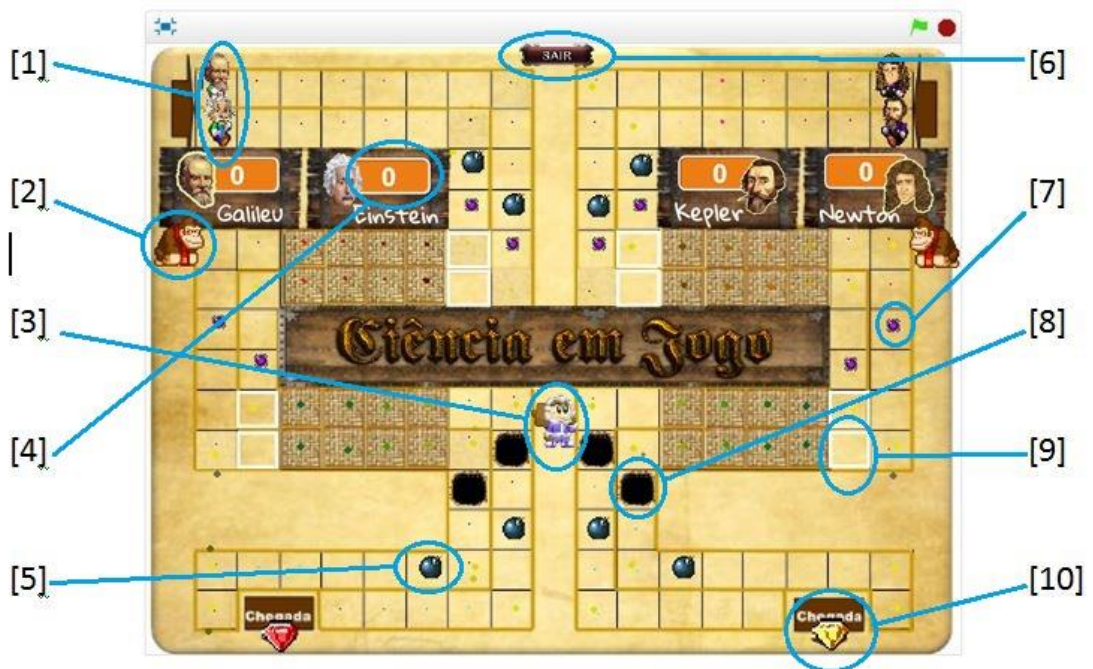 [1]
SAIR
[6]
[2]
0
0
0
0
[7]
Galileu
Einstein
Kepler
Newton
[3]
Ciência em Jogo
[8]
[4]
[9]
[5]
[10]
Chegada
Chegada